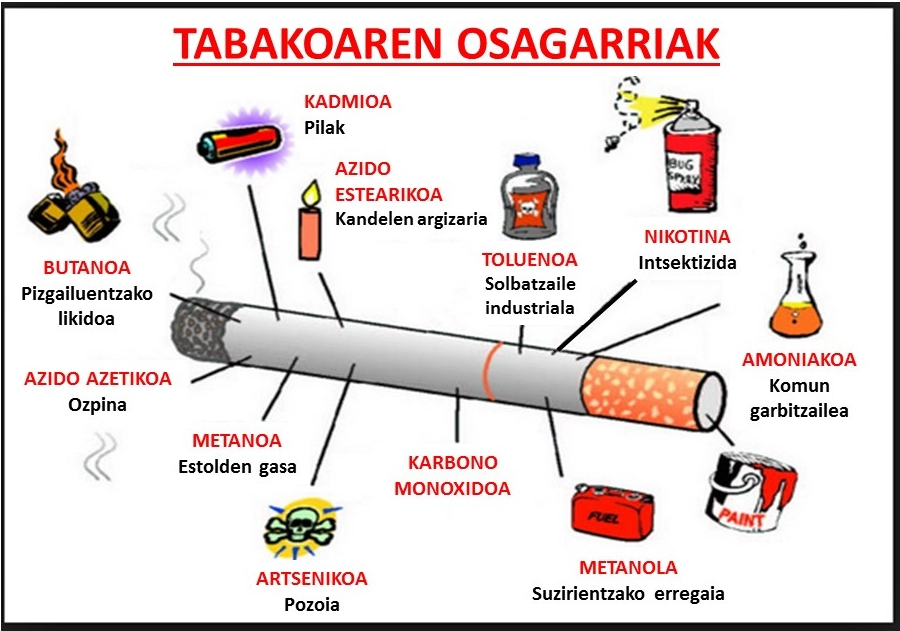 TABAKOAREN OSAGARRIAK
KADMIOA
Pilak
AZIDO
ESTEARIKOA
Kandelen argizaria
BUG
SPRAY
BUTANOA
Pizgailuentzako
likidoa
TOLUENOA
Solbatzaile
industriala
NIKOTINA
Intsektizida
AMONIAKOA
Komun
garbitzailea
AZIDO AZETIKOA
Ozpina
METANOA
Estolden gasa
KARBONO
MONOXIDOA
FUEL
PAINT
ARTSENIKOA
Pozoia
METANOLA
Suzirientzako erregaia